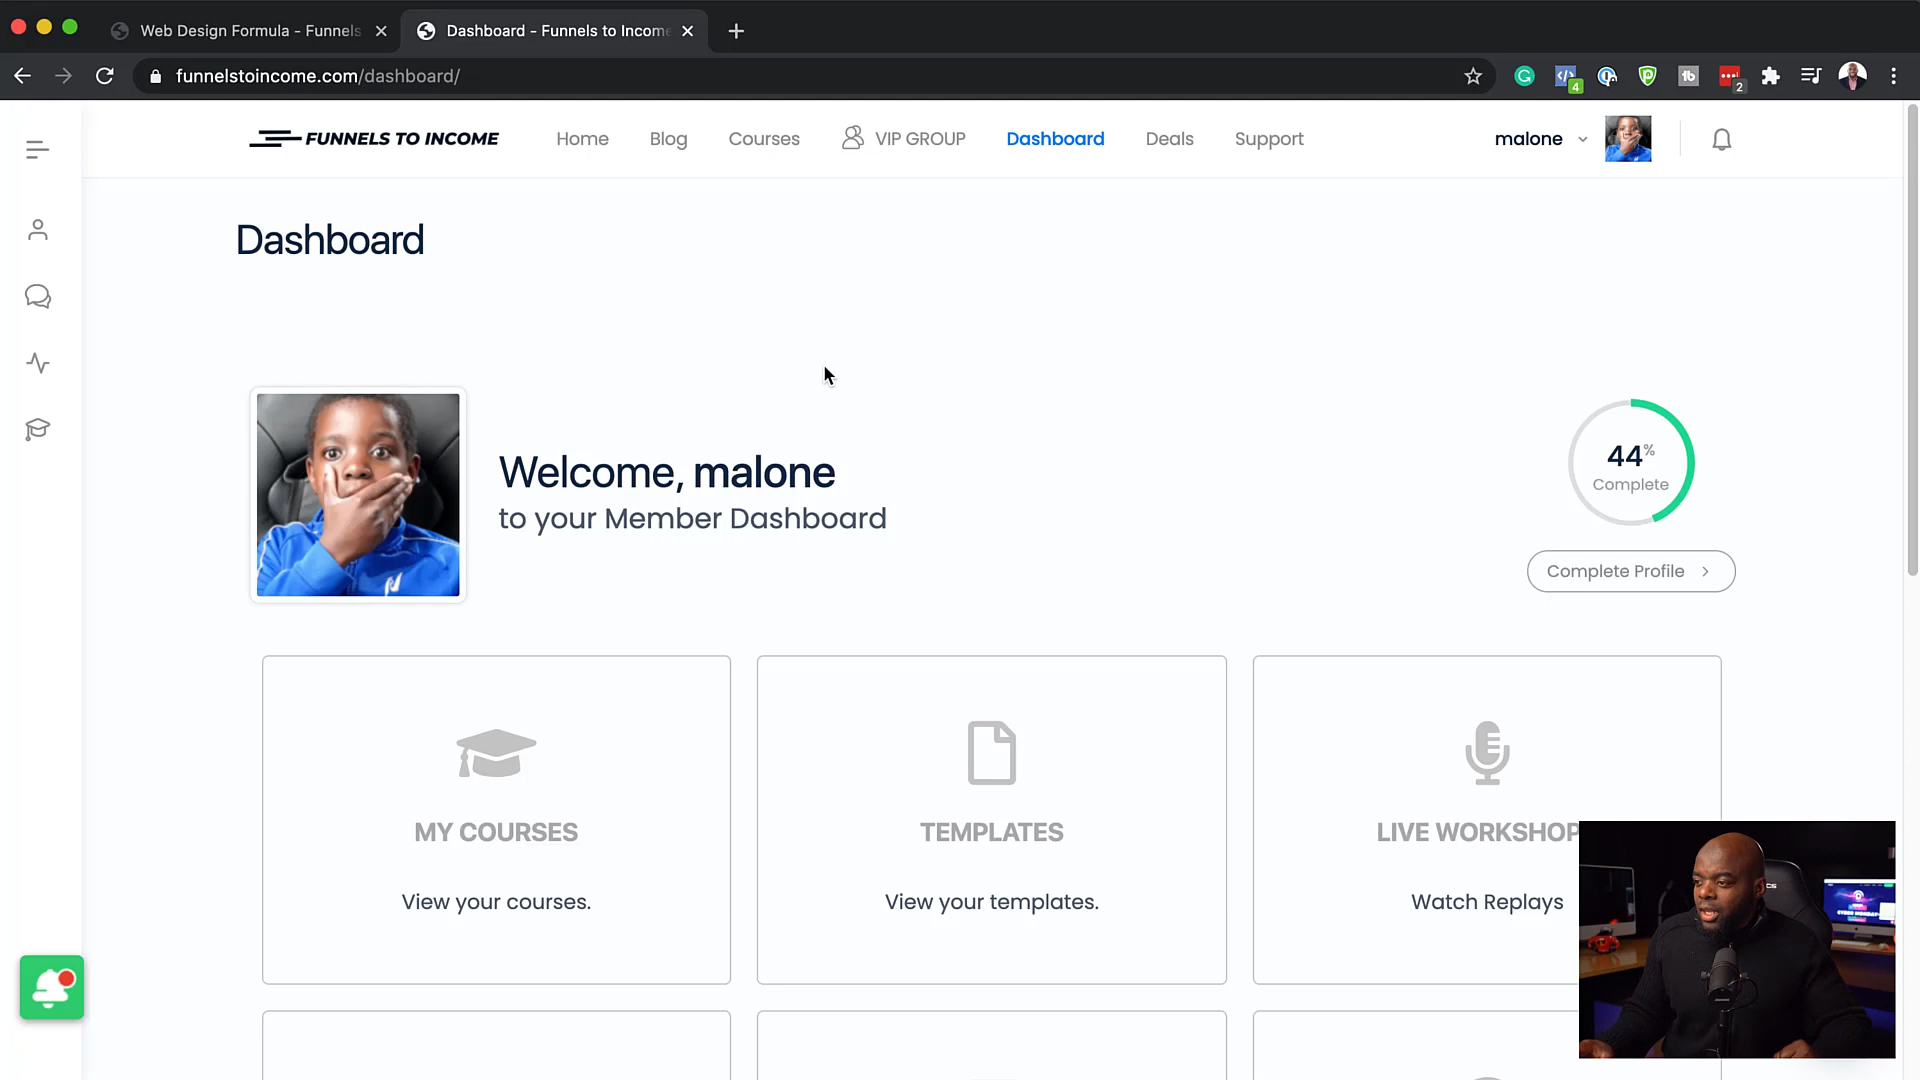 Web Design Formula - Funnels
Dashboard - Funnels to Income
funnelstoincome.com/dashboard/
4
2
FUNNELS TO INCOME
Home
Blog
Courses
VIP GROUP
Dashboard
Deals
Support
malone
Dashboard
Welcome, malone
to your Member Dashboard
44%
Complete
Complete Profile
MY COURSES
View your courses.
TEMPLATES
View your templates.
LIVE WORKSHOP
Watch Replays